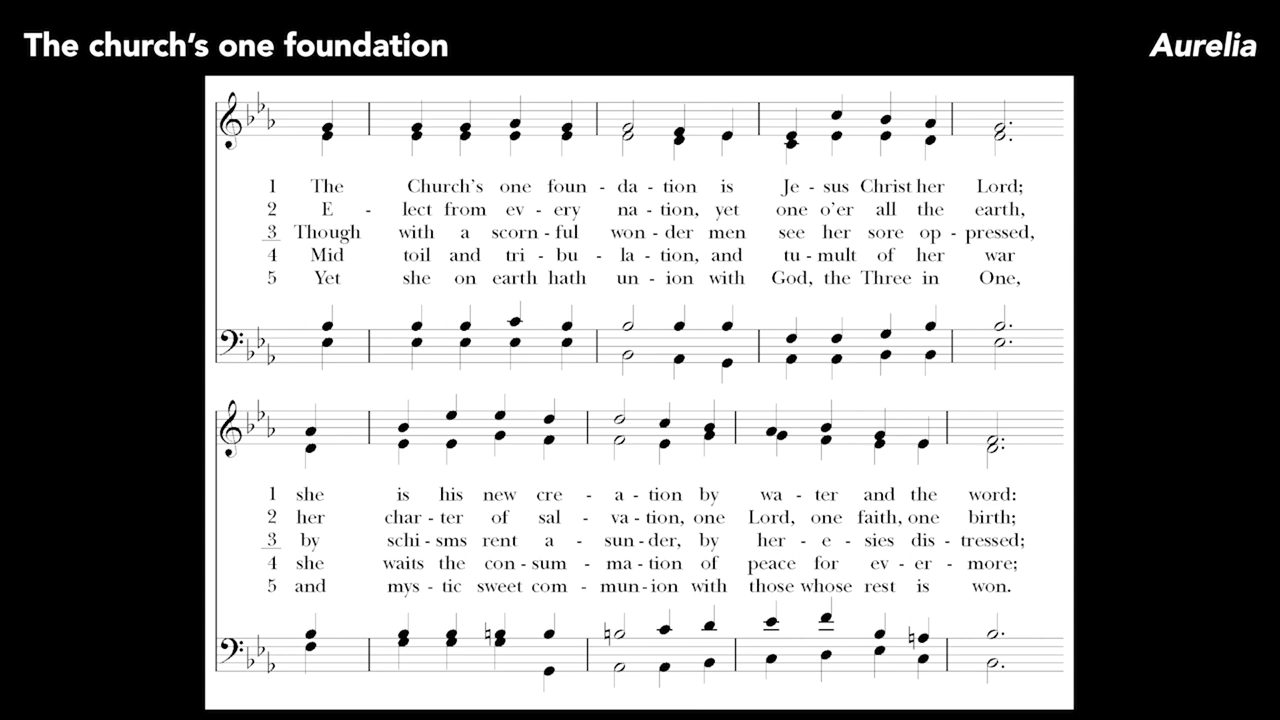 The church's one foundation
Aurelia
1 The Church's one foun - da - tion is Je - sus Christ her Lord;
2 E - lect from ev - ery na - tion, yet one o'er all the earth,
3 Though with a scorn - ful won - der men see her sore op - pressed,
4 Mid toil and tri - bu - la - tion, and tu - mult of her war
5 Yet she on earth hath un - ion with God, the Three in One,
1 she is his new cre - a - tion by wa - ter and the word:
2 her char - ter of sal - va - tion, one Lord, one faith, one birth;
3 by schi - sms rent a - sun - der, by her - e - sies dis - tressed;
4 she waits the con - sum - ma - tion of peace for ev - er - more;
5 and mys - tic sweet com - mun - ion with those whose rest is won.